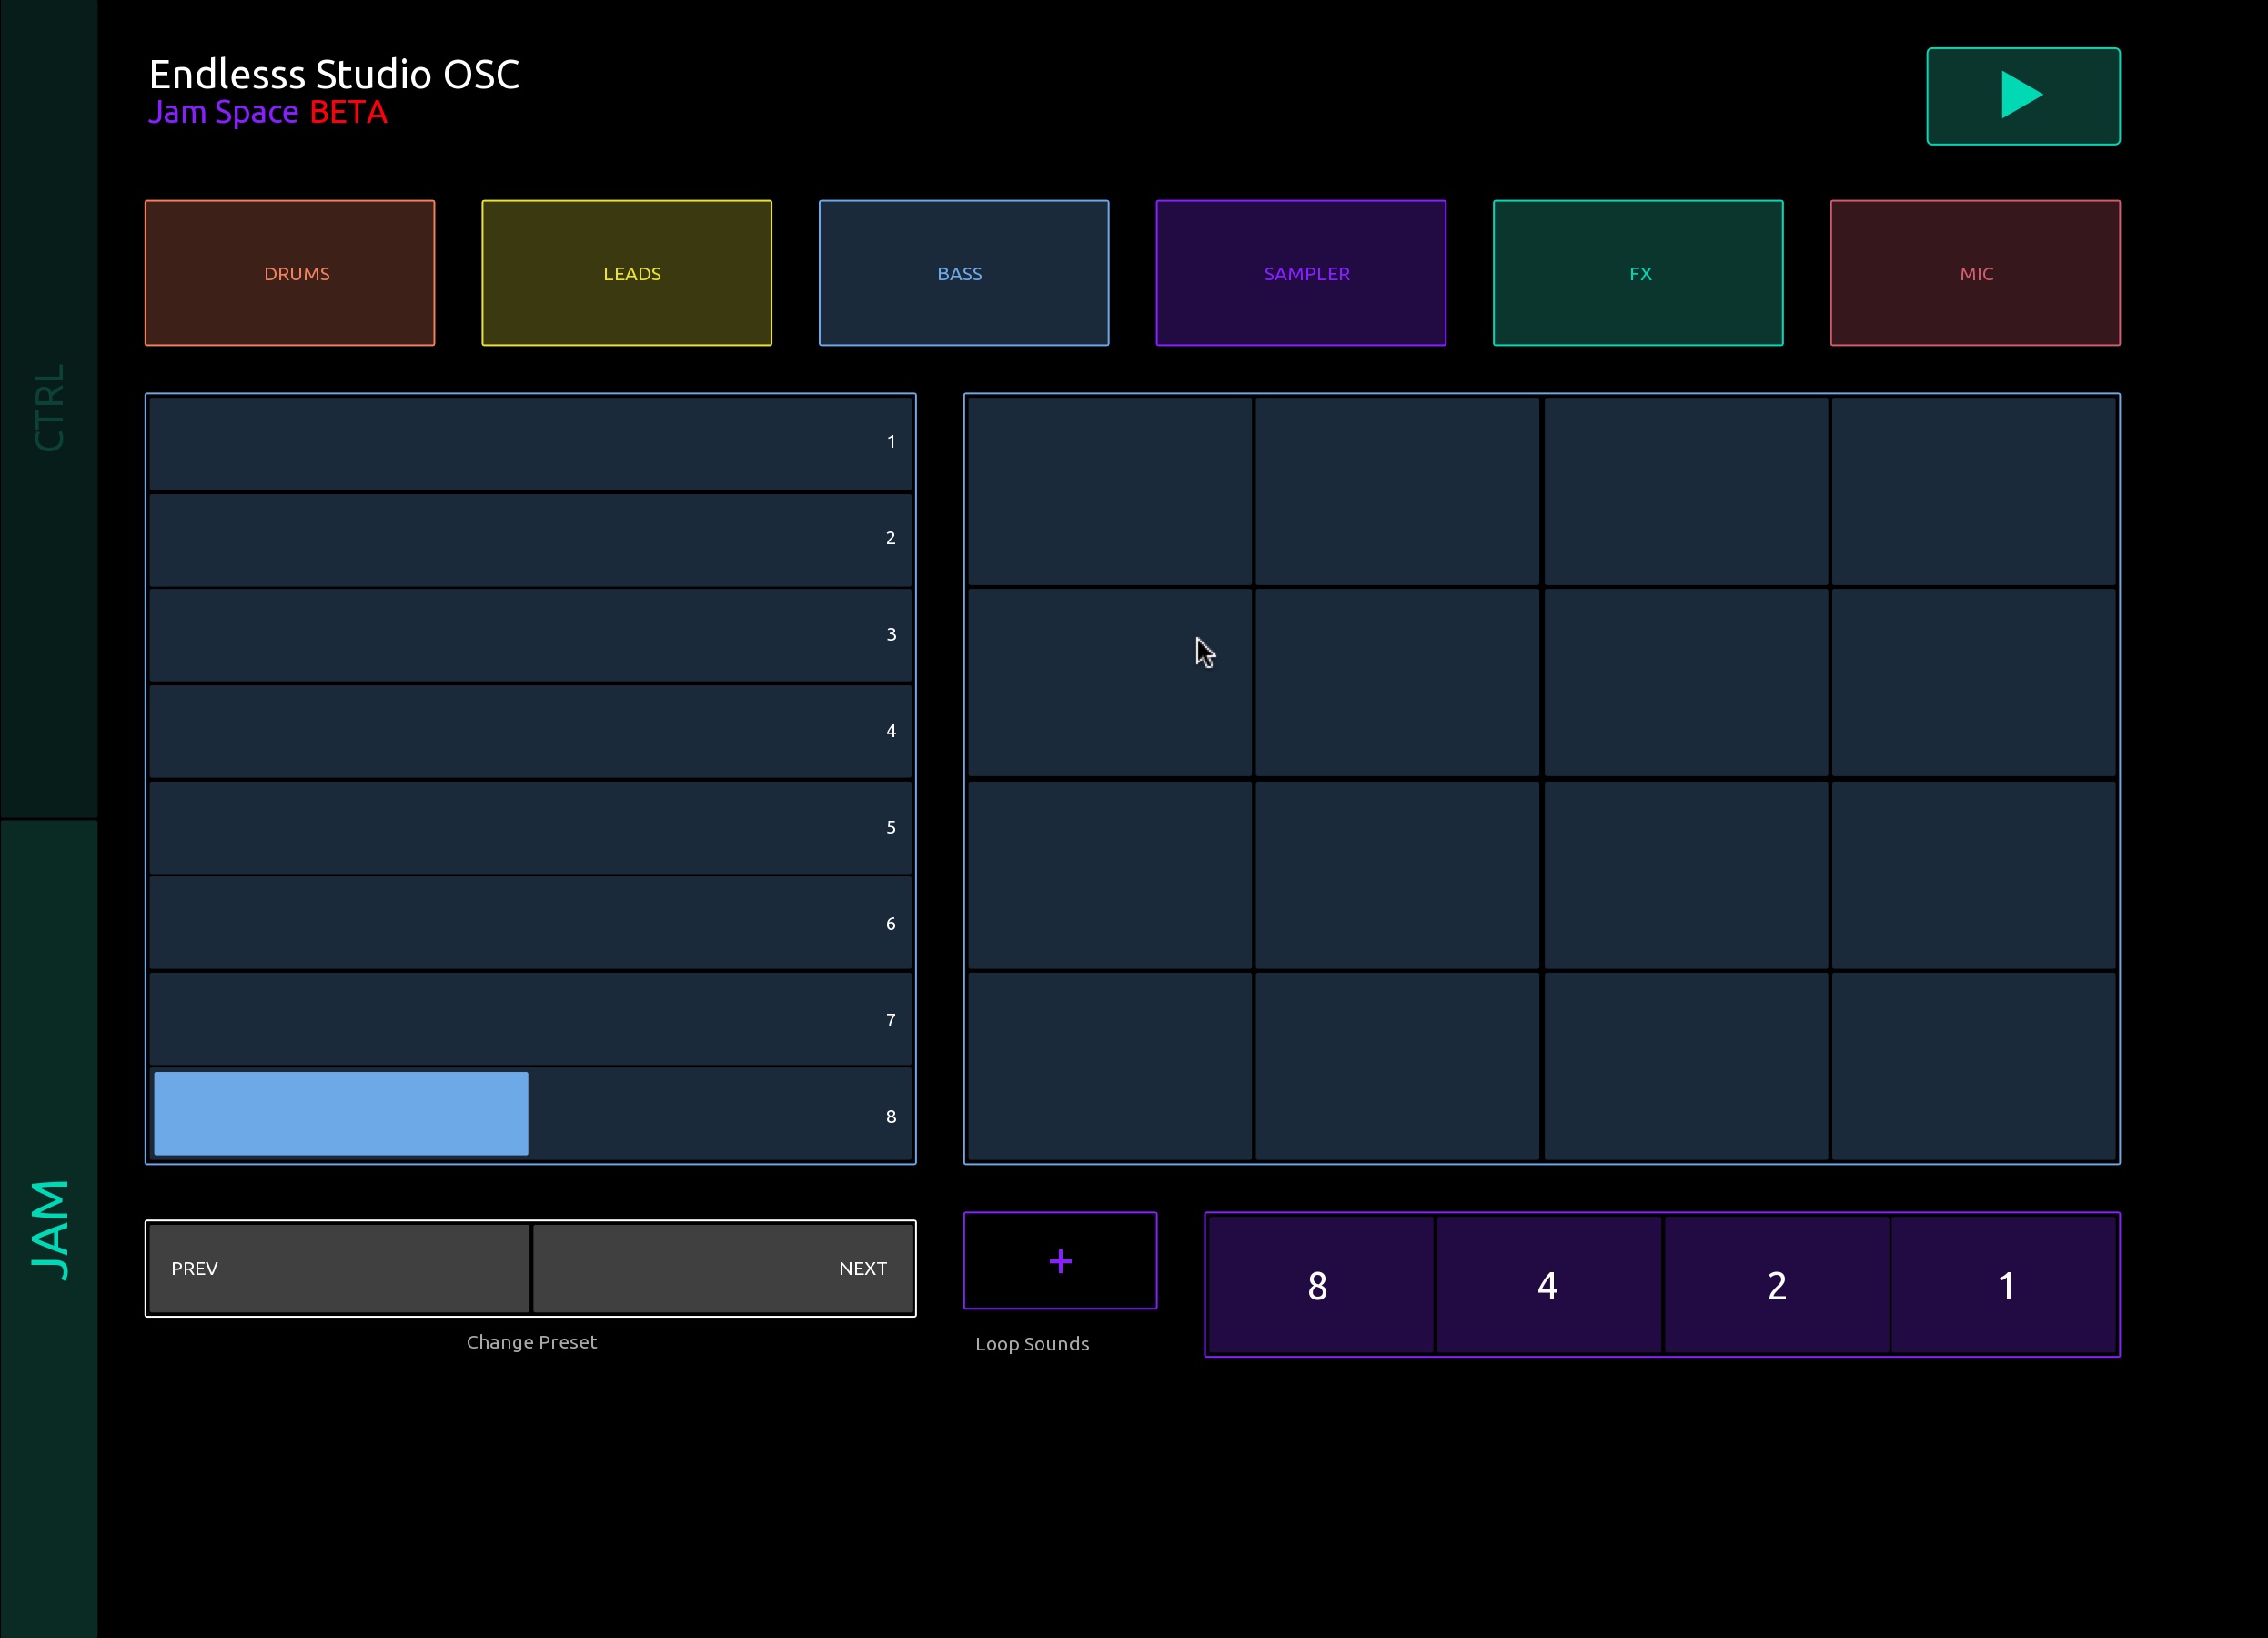 Endlesss Studio OSC
Jam Space BETA
CTRL
JAM
DRUMS
LEADS
BASS
SAMPLER
FX
MIC
1
2
3
4
5
6
7
8
PREV
NEXT
Change Preset
+
Loop Sounds
8
4
2
1